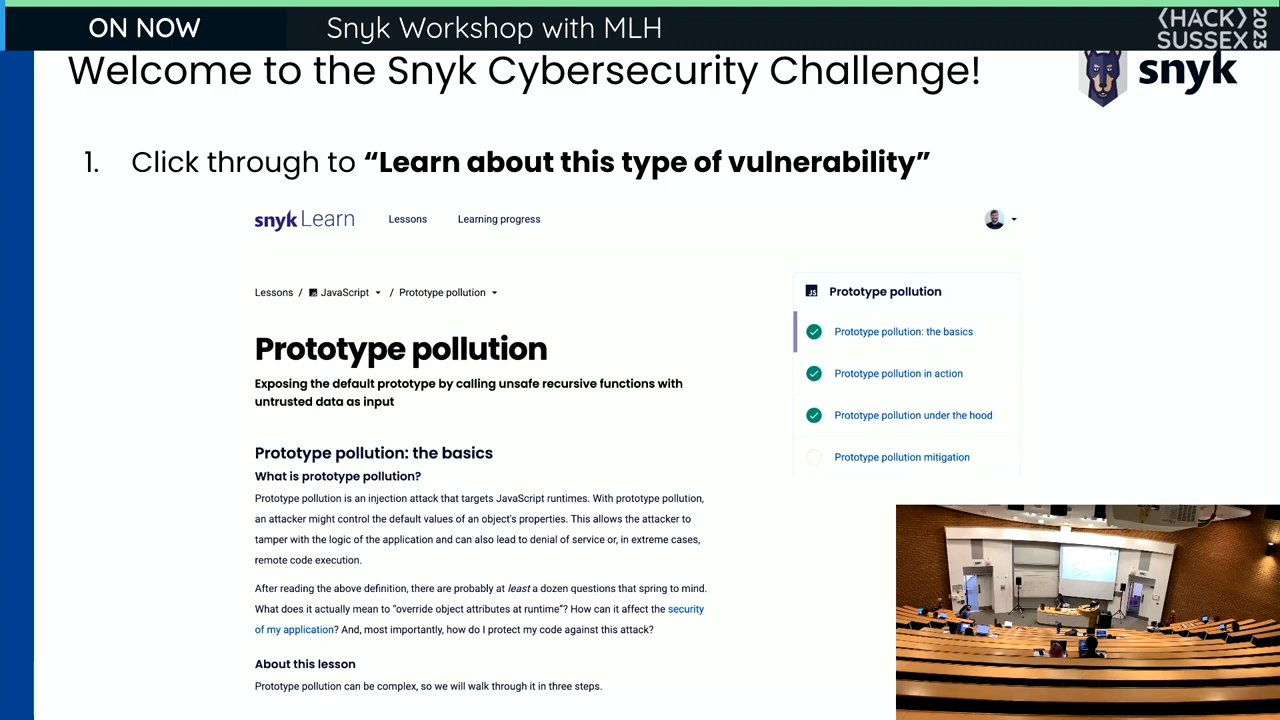 ON NOW
Snyk Workshop with MLH
{HACK}
SUSSEX
2023
Welcome to the Snyk Cybersecurity Challenge!
snyk
1. Click through to “Learn about this type of vulnerability”
snyk Learn
Lessons
Learning progress
Lessons / JS JavaScript / Prototype pollution
JS Prototype pollution
Prototype pollution: the basics
Prototype pollution in action
Prototype pollution under the hood
Prototype pollution mitigation
Prototype pollution
Exposing the default prototype by calling unsafe recursive functions with
untrusted data as input
Prototype pollution: the basics
What is prototype pollution?
Prototype pollution is an injection attack that targets JavaScript runtimes. With prototype pollution,
an attacker might control the default values of an object's properties. This allows the attacker to
tamper with the logic of the application and can also lead to denial of service or, in extreme cases,
remote code execution.
After reading the above definition, there are probably at least a dozen questions that spring to mind.
What does it actually mean to “override object attributes at runtime”? How can it affect the security
of my application? And, most importantly, how do I protect my code against this attack?
About this lesson
Prototype pollution can be complex, so we will walk through it in three steps.